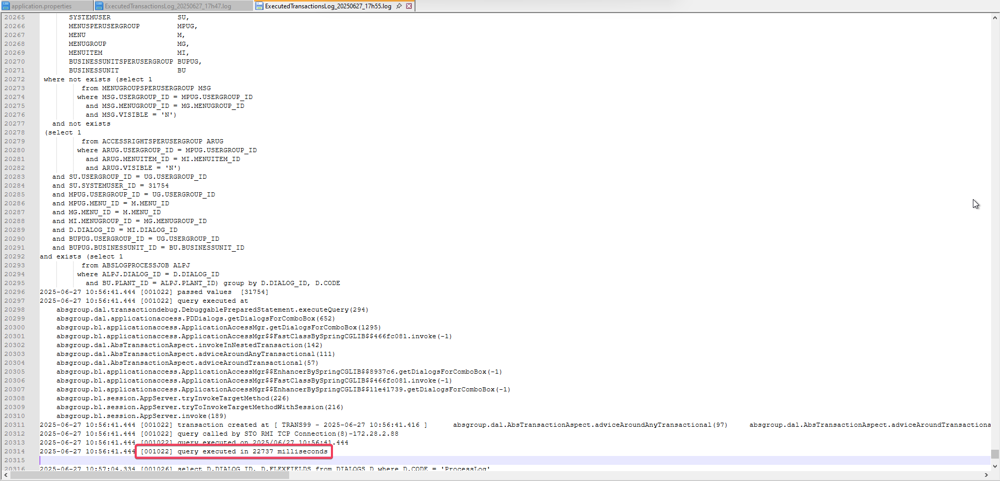 application.properties ExecutedTransactionsLog_20250627_17h47.log ExecutedTransactionsLog_20250627_17h55.log
20265 SYSTEMUSER SU,
20266 MENUSPERUSERGROUP MPUG,
20267 MENU M,
20268 MENUGROUP MG,
20269 MENUITEM MI,
20270 BUSINESSUNITSPERUSERGROUP BUPUG,
20271 BUSINESSUNIT BU
20272 where not exists (select 1
20273 from MENUGROUPSPERUSERGROUP MSG
20274 where MSG.USERGROUP_ID = MPUG.USERGROUP_ID
20275 and MSG.MENUGROUP_ID = MG.MENUGROUP_ID
20276 and MSG.VISIBLE = 'N')
20277 and not exists
20278 (select 1
20279 from ACCESSRIGHTSPERUSERGROUP ARUG
20280 where ARUG.USERGROUP_ID = MPUG.USERGROUP_ID
20281 and ARUG.MENUITEM_ID = MI.MENUITEM_ID
20282 and ARUG.VISIBLE = 'N')
20283 and SU.USERGROUP_ID = UG.USERGROUP_ID
20284 and SU.SYSTEMUSER_ID = 31754
20285 and MPUG.USERGROUP_ID = UG.USERGROUP_ID
20286 and MPUG.MENU_ID = M.MENU_ID
20287 and MG.MENU_ID = M.MENU_ID
20288 and MI.MENUGROUP_ID = MG.MENUGROUP_ID
20289 and D.DIALOG_ID = MI.DIALOG_ID
20290 and BUPUG.USERGROUP_ID = UG.USERGROUP_ID
20291 and BUPUG.BUSINESSUNIT_ID = BU.BUSINESSUNIT_ID
20292 and exists (select 1
20293 from ABSLOGPROCESSJOB ALPJ
20294 where ALPJ.DIALOG_ID = D.DIALOG_ID
20295 and BU.PLANT_ID = ALPJ.PLANT_ID) group by D.DIALOG_ID, D.CODE
20296 2025-06-27 10:56:41.444 [001022] passed values [31754]
20297 2025-06-27 10:56:41.444 [001022] query executed at
20298 absgroup.dal.transactiondebug.DebuggablePreparedStatement.executeQuery(294)
20299 absgroup.dal.applicationaccess.PDDialogs.getDialogsForComboBox(652)
20300 absgroup.bl.applicationaccess.ApplicationAccessMgr.getDialogsForComboBox(1295)
20301 absgroup.bl.applicationaccess.ApplicationAccessMgr$$FastClassBySpringCGLIB$$466fc081.invoke(-1)
20302 absgroup.dal.AbsTransactionAspect.invokeInNestedTransaction(142)
20303 absgroup.dal.AbsTransactionAspect.adviceAroundAnyTransactional(111)
20304 absgroup.dal.AbsTransactionAspect.adviceAroundTransactional(57)
20305 absgroup.bl.applicationaccess.ApplicationAccessMgr$$EnhancerBySpringCGLIB$$8937c6.getDialogsForComboBox(-1)
20306 absgroup.bl.applicationaccess.ApplicationAccessMgr$$FastClassBySpringCGLIB$$466fc081.invoke(-1)
20307 absgroup.bl.applicationaccess.ApplicationAccessMgr$$EnhancerBySpringCGLIB$$11e41739.getDialogsForComboBox(-1)
20308 absgroup.bl.session.AppServer.tryInvokeTargetMethod(226)
20309 absgroup.bl.session.AppServer.tryToInvokeTargetMethodWithSession(216)
20310 absgroup.bl.session.AppServer.invoke(189)
20311 2025-06-27 10:56:41.444 [001022] transaction created at [ TRANS99 - 2025-06-27 10:56:41.416 ] absgroup.dal.AbsTransactionAspect.adviceAroundAnyTransactional(97) absgroup.dal.AbsTransactionAspect.adviceAroundTransactiona
20312 2025-06-27 10:56:41.444 [001022] query called by STO RMI TCP Connection(8)-172.28.2.88
20313 2025-06-27 10:56:41.444 [001022] query executed on 2025/06/27 10:56:41.444
20314 2025-06-27 10:56:41.444 [001022] query executed in 22737 milliseconds
20315
20316 2025-06-27 10:57:04.334 [001026] select D.DIALOG_ID, D.FLEXFIELDS from DIALOGS D where D.CODE = 'ProcessLog'